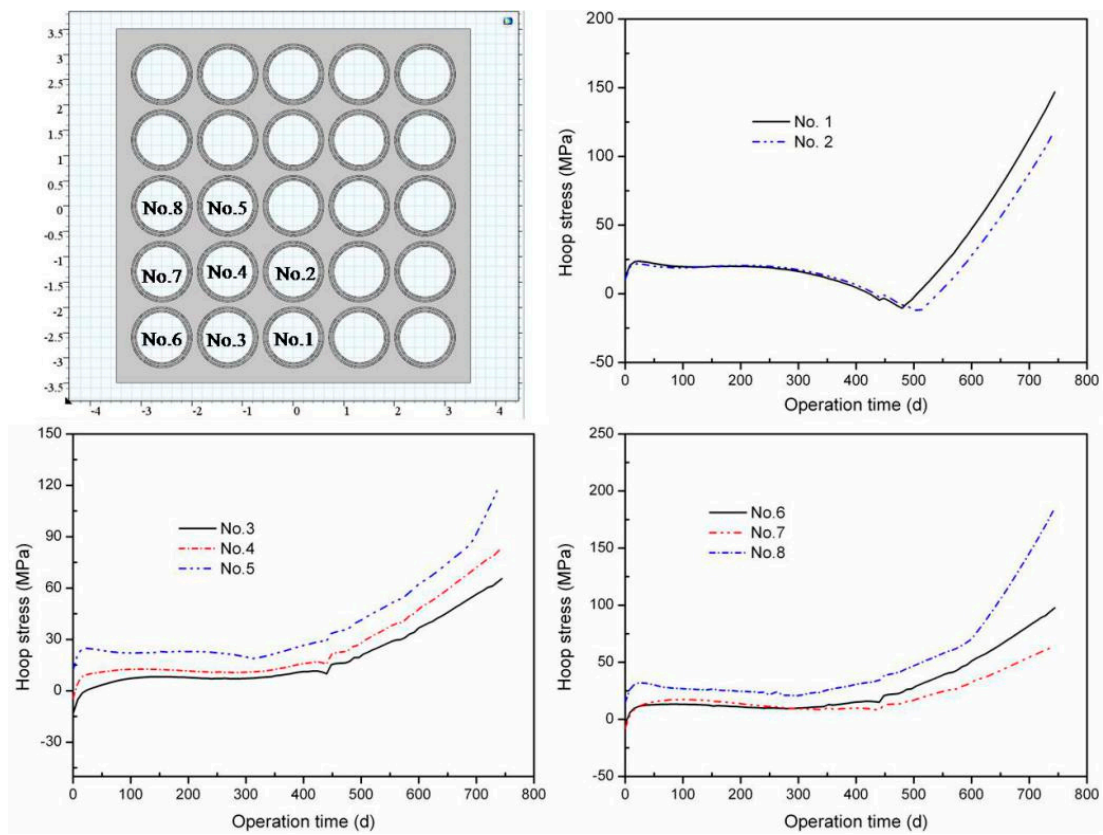 3.5
3
2.5
2
1.5
1
0.5
0
-0.5
-1
-1.5
-2
-2.5
-3
-3.5
-4 -2 -1 0 1 2 3 4
No.8 No.5
No.7 No.4 No.2
No.6 No.3 No.1
200
150
100
50
0
-50
Hoop stress (MPa)
No. 1
No. 2
0 100 200 300 400 500 600 700 800
Operation time (d)
150
120
90
60
30
0
-30
Hoop stress (MPa)
No.3
No.4
No.5
0 100 200 300 400 500 600 700 800
Operation time (d)
250
200
150
100
50
0
-50
Hoop stress (MPa)
No.6
No.7
No.8
0 100 200 300 400 500 600 700 800
Operation time (d)